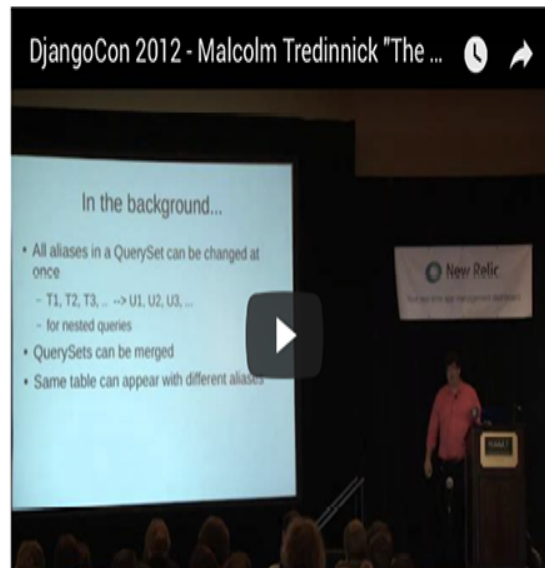 DjangoCon 2012 - Malcolm Tredinnick "The ...
In the background...
• All aliases in a QuerySet can be changed at
once
– T1, T2, T3, .. --> U1, U2, U3, ...
– for nested queries
• QuerySets can be merged
• Same table can appear with different aliases
New Relic